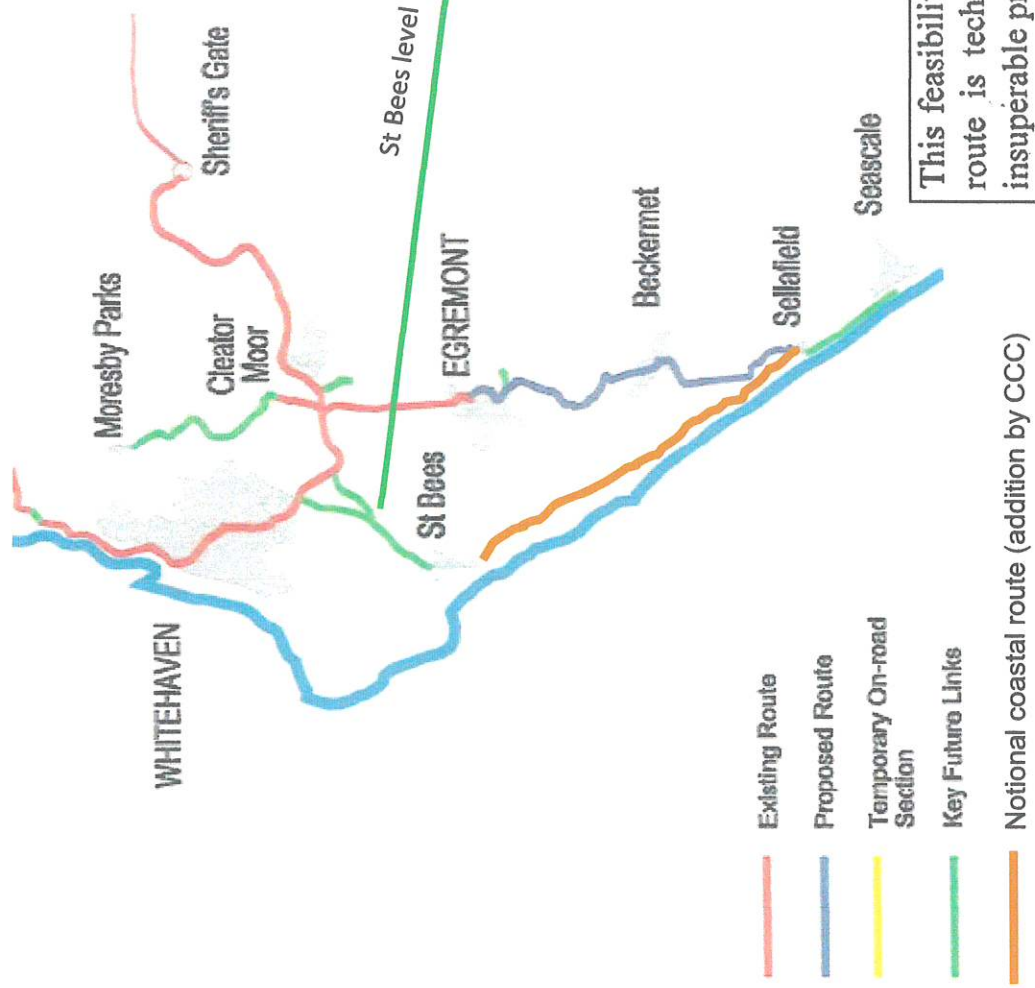 Sheriff's Gate
Moresby Parks
Cleator
Moor
St Bees level
WHITEHAVEN
St Bees
EGREMONT
Beckermet
Sellafield
Seascale
Existing Route
Proposed Route
Temporary On-road
Section
Key Future Links
Notional coastal route (addition by CCC)
This feasibilit
route is tech
insuperable pr